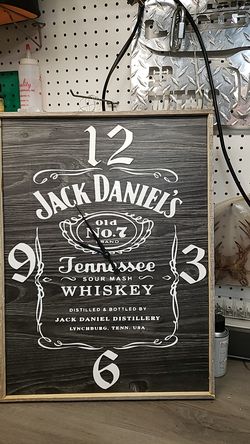 12
JACK DANIEL'S
Old
No.7
BRAND
9
3
Tennessee
SOUR MASH
WHISKEY
DISTILLED & BOTTLED BY
JACK DANIEL DISTILLERY
LYNCHBURG, TENN. USA
6